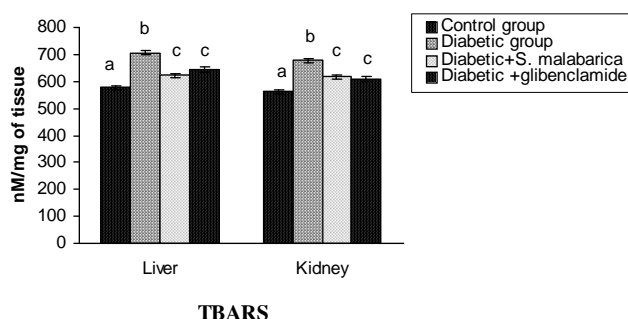 Control group
Diabetic group
Diabetic+S. malabarica
Diabetic +glibenclamide
nM/mg of tissue
800
700
600
500
400
300
200
100
0
a b c c
a b c c
Liver Kidney
TBARS